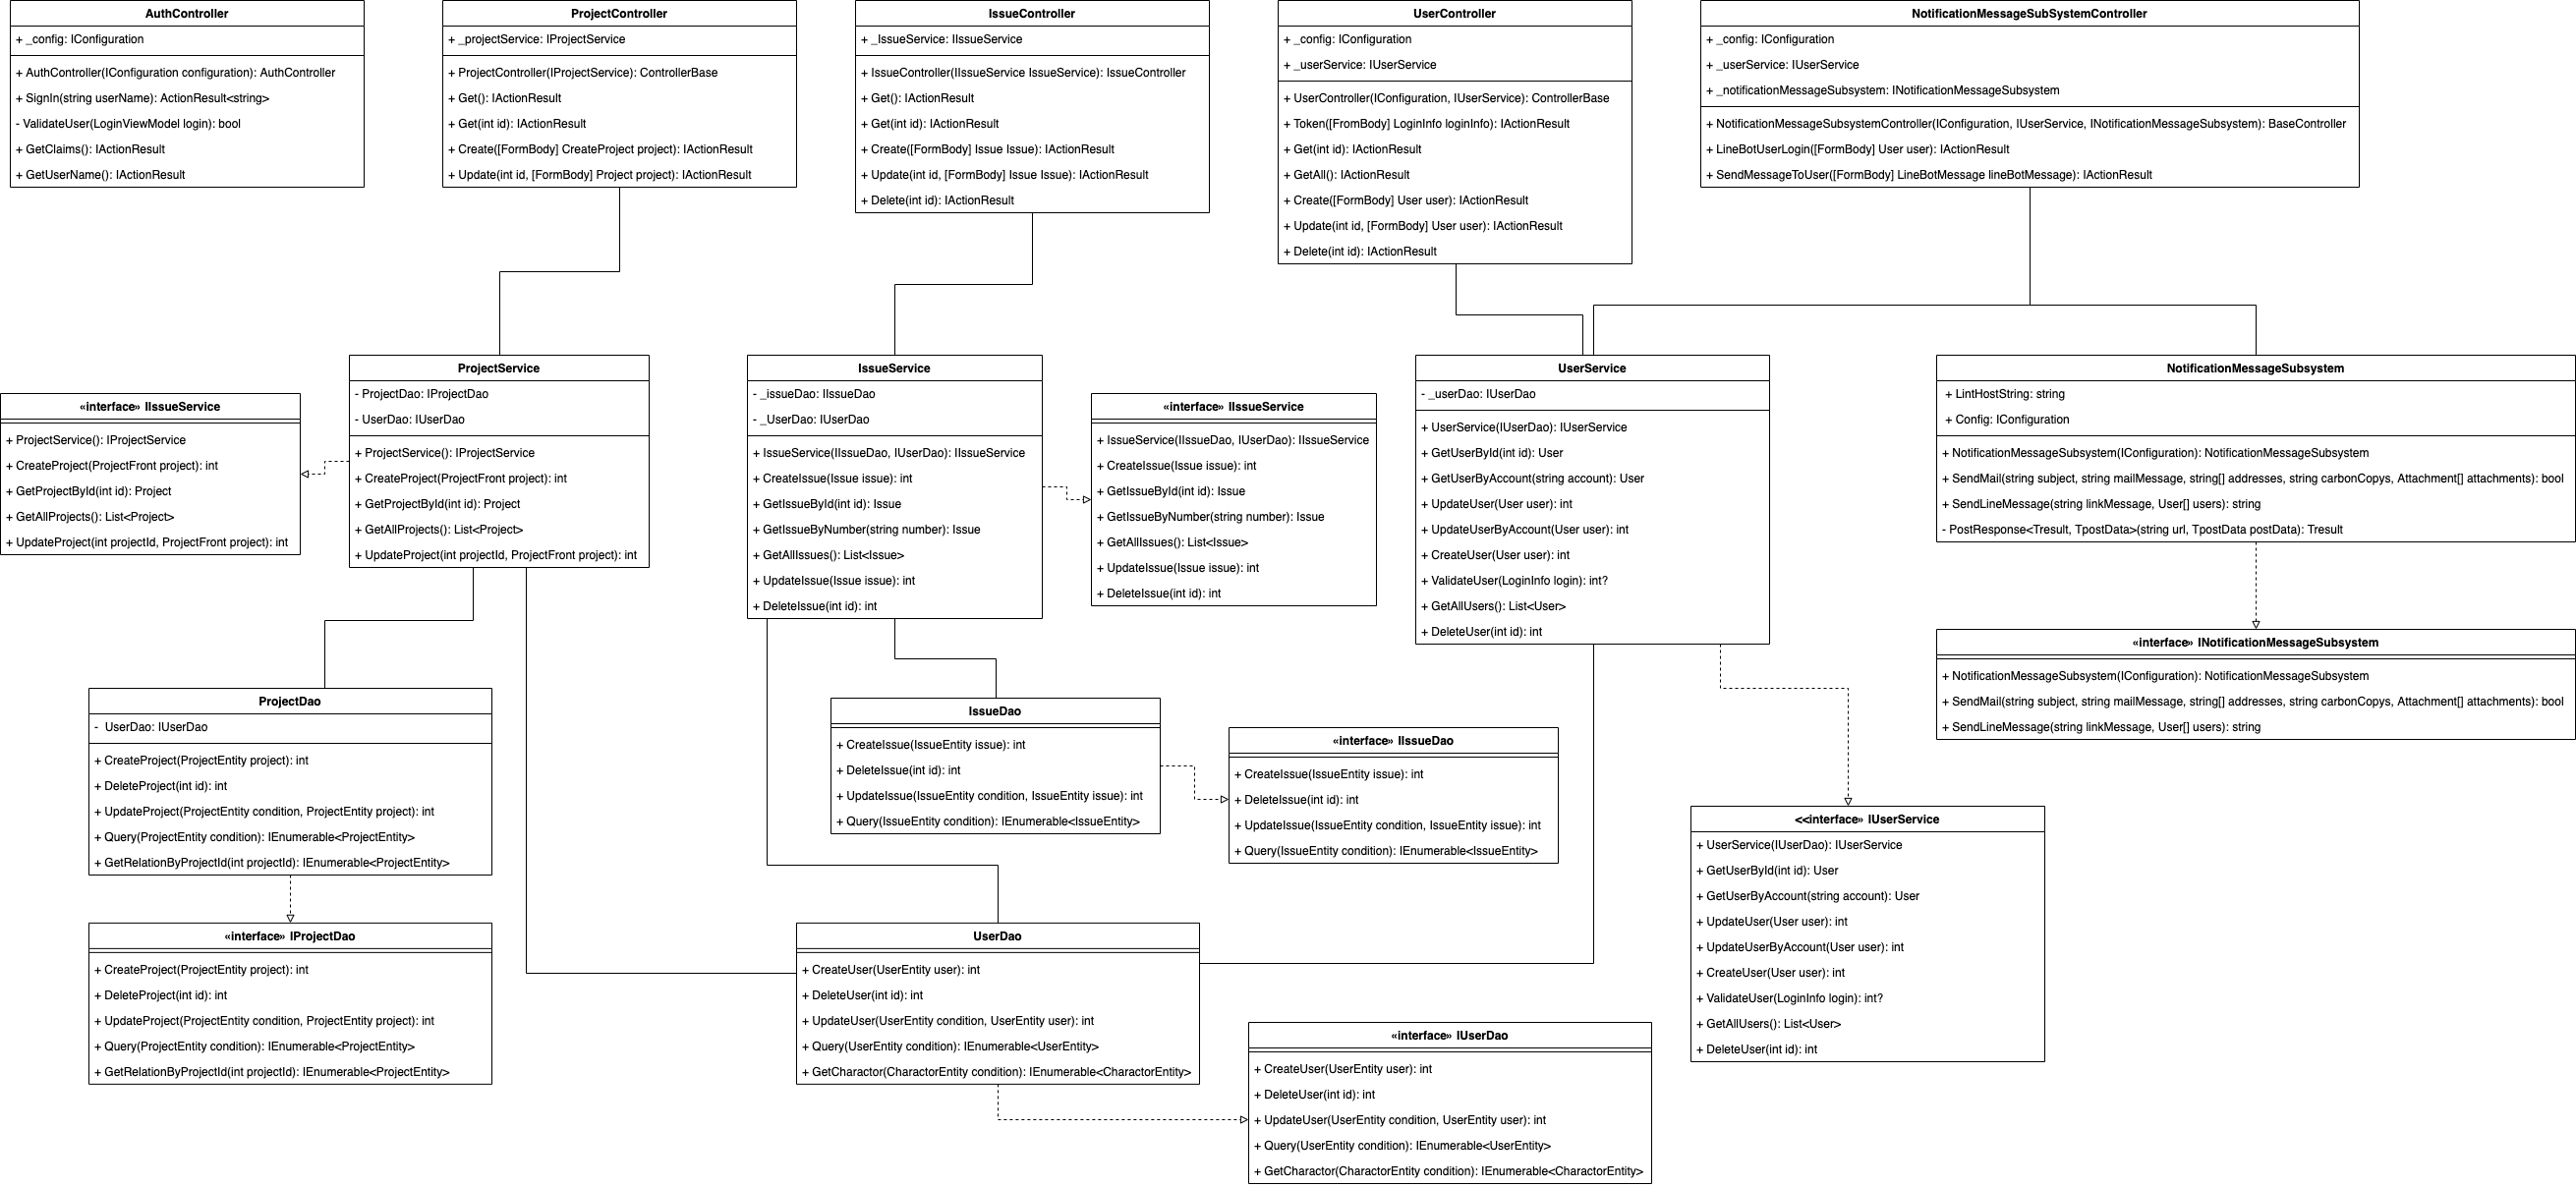 AuthController
+ _config: IConfiguration
+ AuthController(IConfiguration configuration): AuthController
+ SignIn(string userName): ActionResult<string>
- ValidateUser(LoginViewModel login): bool
+ GetClaims(): IActionResult
+ GetUserName(): IActionResult
ProjectController
+ _projectService: IProjectService
+ ProjectController(IProjectService): ControllerBase
+ Get(): IActionResult
+ Get(int id): IActionResult
+ Create([FormBody] CreateProject project): IActionResult
+ Update(int id, [FormBody] Project project): IActionResult
IssueController
+ _IssueService: IIssueService
+ IssueController(IIssueService IssueService): IssueController
+ Get(): IActionResult
+ Get(int id): IActionResult
+ Create([FormBody] Issue Issue): IActionResult
+ Update(int id, [FormBody] Issue Issue): IActionResult
+ Delete(int id): IActionResult
UserController
+ _config: IConfiguration
+ _userService: IUserService
+ UserController(IConfiguration, IUserService): ControllerBase
+ Token([FromBody] LoginInfo loginInfo): IActionResult
+ Get(int id): IActionResult
+ GetAll(): IActionResult
+ Create([FormBody] User user): IActionResult
+ Update(int id, [FormBody] User user): IActionResult
+ Delete(int id): IActionResult
NotificationMessageSubSystemController
+ _config: IConfiguration
+ _userService: IUserService
+ _notificationMessageSubsystem: INotificationMessageSubsystem
+ NotificationMessageSubsystemController(IConfiguration, IUserService, INotificationMessageSubsystem): BaseController
+ LineBotUserLogin([FormBody] User user): IActionResult
+ SendMessageToUser([FormBody] LineBotMessage lineBotMessage): IActionResult
«interface» IIssueService
+ ProjectService(): IProjectService
+ CreateProject(ProjectFront project): int
+ GetProjectById(int id): Project
+ GetAllProjects(): List<Project>
+ UpdateProject(int projectId, ProjectFront project): int
ProjectService
- ProjectDao: IProjectDao
- UserDao: IUserDao
+ ProjectService(): IProjectService
+ CreateProject(ProjectFront project): int
+ GetProjectById(int id): Project
+ GetAllProjects(): List<Project>
+ UpdateProject(int projectId, ProjectFront project): int
IssueService
- _issueDao: IIssueDao
- _UserDao: IUserDao
+ IssueService(IIssueDao, IUserDao): IIssueService
+ CreateIssue(Issue issue): int
+ GetIssueById(int id): Issue
+ GetIssueByNumber(string number): Issue
+ GetAllIssues(): List<Issue>
+ UpdateIssue(Issue issue): int
+ DeleteIssue(int id): int
«interface» IIssueService
+ IssueService(IIssueDao, IUserDao): IIssueService
+ CreateIssue(Issue issue): int
+ GetIssueById(int id): Issue
+ GetIssueByNumber(string number): Issue
+ GetAllIssues(): List<Issue>
+ UpdateIssue(Issue issue): int
+ DeleteIssue(int id): int
UserService
- _userDao: IUserDao
+ UserService(IUserDao): IUserService
+ GetUserById(int id): User
+ GetUserByAccount(string account): User
+ UpdateUser(User user): int
+ UpdateUserByAccount(User user): int
+ CreateUser(User user): int
+ ValidateUser(LoginInfo login): int?
+ GetAllUsers(): List<User>
+ DeleteUser(int id): int
NotificationMessageSubsystem
+ LintHostString: string
+ Config: IConfiguration
+ NotificationMessageSubsystem(IConfiguration): NotificationMessageSubsystem
+ SendMail(string subject, string mailMessage, string[] addresses, string carbonCopys, Attachment[] attachments): bool
+ SendLineMessage(string linkMessage, User[] users): string
- PostResponse<Tresult, TpostData>(string url, TpostData postData): Tresult
«interface» INotificationMessageSubsystem
+ NotificationMessageSubsystem(IConfiguration): NotificationMessageSubsystem
+ SendMail(string subject, string mailMessage, string[] addresses, string carbonCopys, Attachment[] attachments): bool
+ SendLineMessage(string linkMessage, User[] users): string
ProjectDao
- UserDao: IUserDao
+ CreateProject(ProjectEntity project): int
+ DeleteProject(int id): int
+ UpdateProject(ProjectEntity condition, ProjectEntity project): int
+ Query(ProjectEntity condition): IEnumerable<ProjectEntity>
+ GetRelationByProjectId(int projectId): IEnumerable<ProjectEntity>
IssueDao
+ CreateIssue(IssueEntity issue): int
+ DeleteIssue(int id): int
+ UpdateIssue(IssueEntity condition, IssueEntity issue): int
+ Query(IssueEntity condition): IEnumerable<IssueEntity>
«interface» IIssueDao
+ CreateIssue(IssueEntity issue): int
+ DeleteIssue(int id): int
+ UpdateIssue(IssueEntity condition, IssueEntity issue): int
+ Query(IssueEntity condition): IEnumerable<IssueEntity>
<<interface» IUserService
+ UserService(IUserDao): IUserService
+ GetUserById(int id): User
+ GetUserByAccount(string account): User
+ UpdateUser(User user): int
+ UpdateUserByAccount(User user): int
+ CreateUser(User user): int
+ ValidateUser(LoginInfo login): int?
+ GetAllUsers(): List<User>
+ DeleteUser(int id): int
«interface» IProjectDao
+ CreateProject(ProjectEntity project): int
+ DeleteProject(int id): int
+ UpdateProject(ProjectEntity condition, ProjectEntity project): int
+ Query(ProjectEntity condition): IEnumerable<ProjectEntity>
+ GetRelationByProjectId(int projectId): IEnumerable<ProjectEntity>
UserDao
+ CreateUser(UserEntity user): int
+ DeleteUser(int id): int
+ UpdateUser(UserEntity condition, UserEntity user): int
+ Query(UserEntity condition): IEnumerable<UserEntity>
+ GetCharactor(CharactorEntity condition): IEnumerable<CharactorEntity>
«interface» IUserDao
+ CreateUser(UserEntity user): int
+ DeleteUser(int id): int
+ UpdateUser(UserEntity condition, UserEntity user): int
+ Query(UserEntity condition): IEnumerable<UserEntity>
+ GetCharactor(CharactorEntity condition): IEnumerable<CharactorEntity>